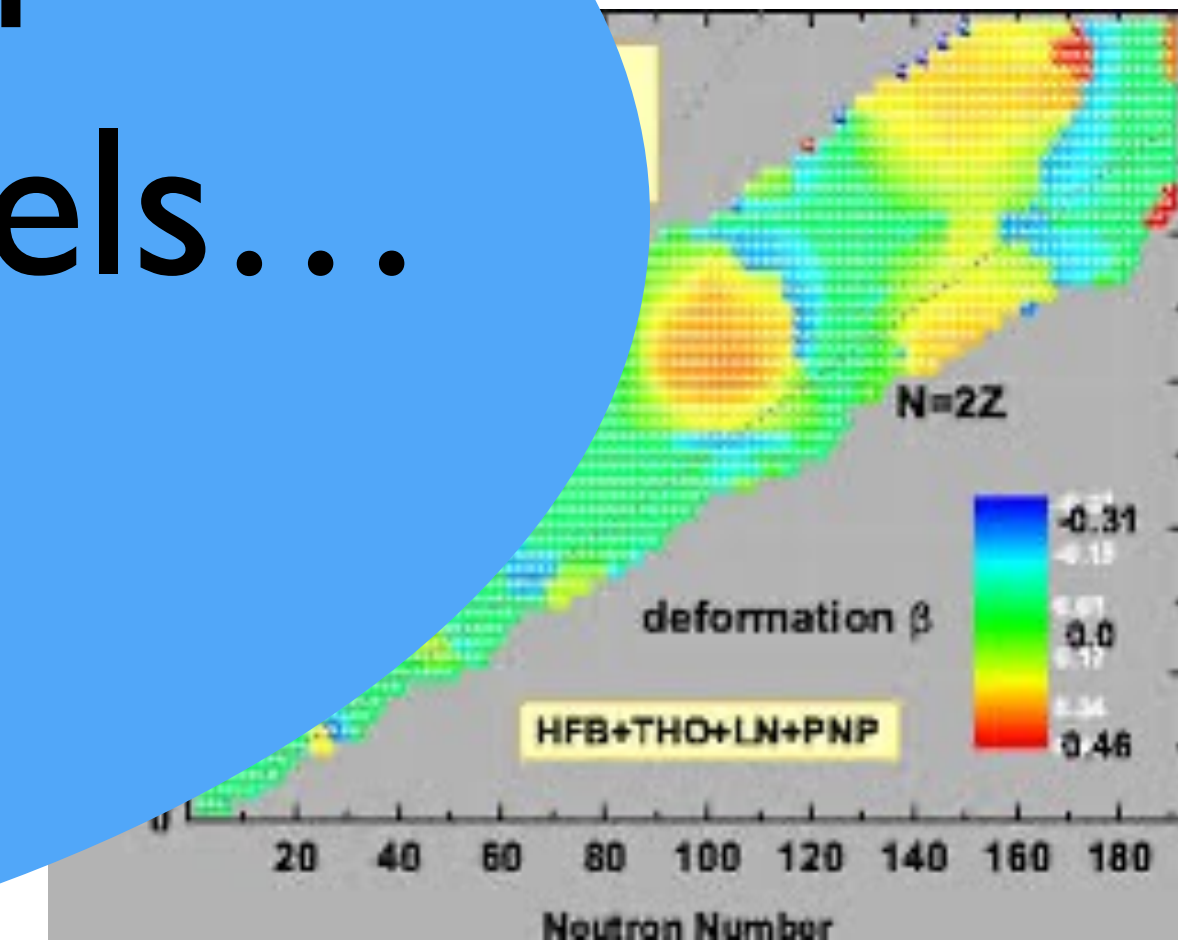 els...
N=2Z
-0.31
deformation β
0.0
HFB+THO+LN+PNP
0.46
0
20 40 60 80 100 120 140 160 180
Neutron Number